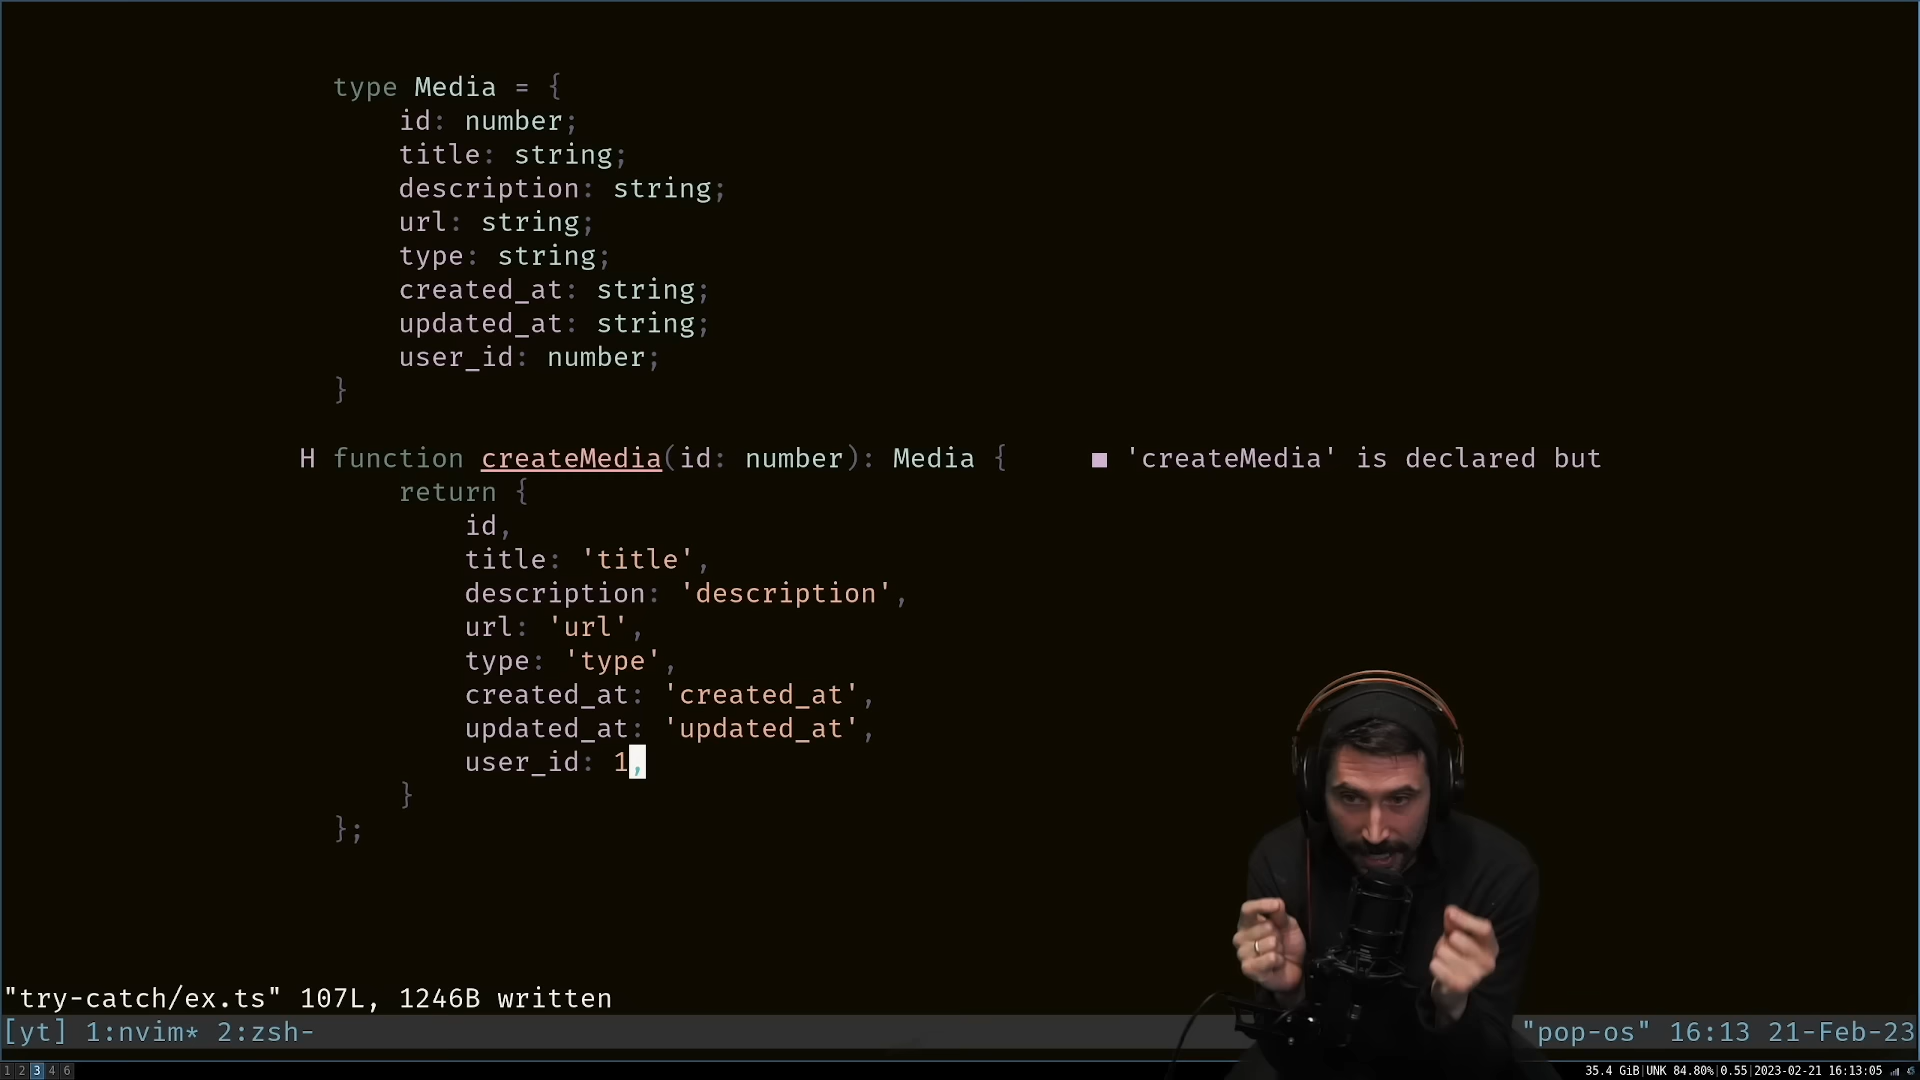 type Media = {
id: number;
title: string;
description: string;
url: string;
type: string;
created_at: string;
updated_at: string;
user_id: number;
}
H function createMedia(id: number): Media { ■ 'createMedia' is declared but
return {
id,
title: 'title',
description: 'description',
url: 'url',
type: 'type',
created_at: 'created_at',
updated_at: 'updated_at',
user_id: 1,
}
};
"try-catch/ex.ts" 107L, 1246B written
[yt] 1:nvim* 2:zsh- "pop-os" 16:13 21-Feb-23
1 2 3 4 6 35.4 GiB|UNK 84.80%|0.55|2023-02-21 16:13:05